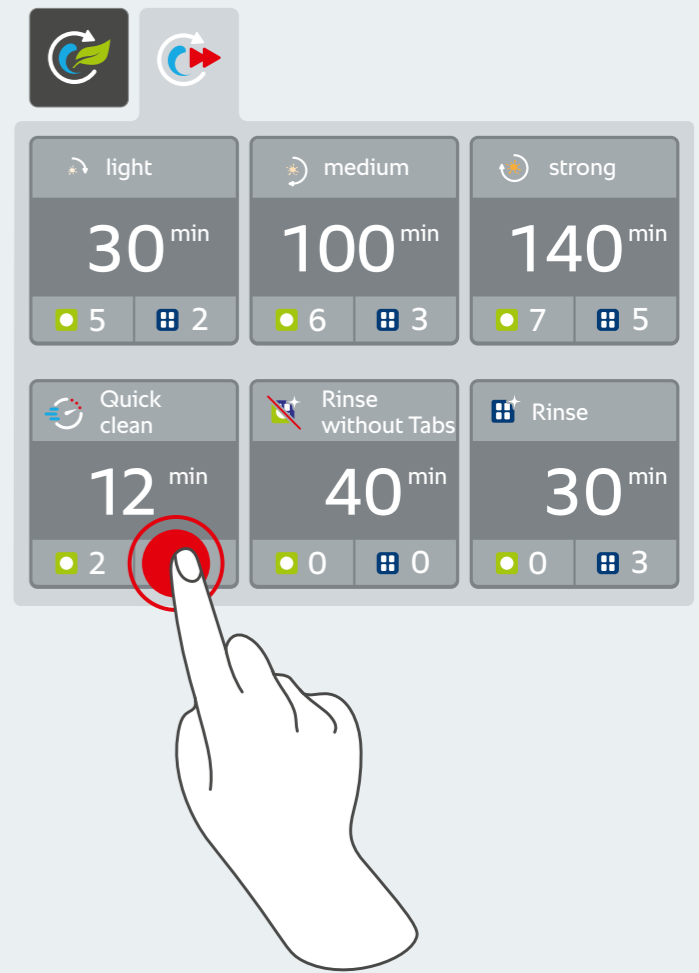 light
30 min
5 2
medium
100 min
6 3
strong
140 min
7 5
Quick
clean
12 min
2
Rinse
without Tabs
40 min
0 0
Rinse
30 min
0 3